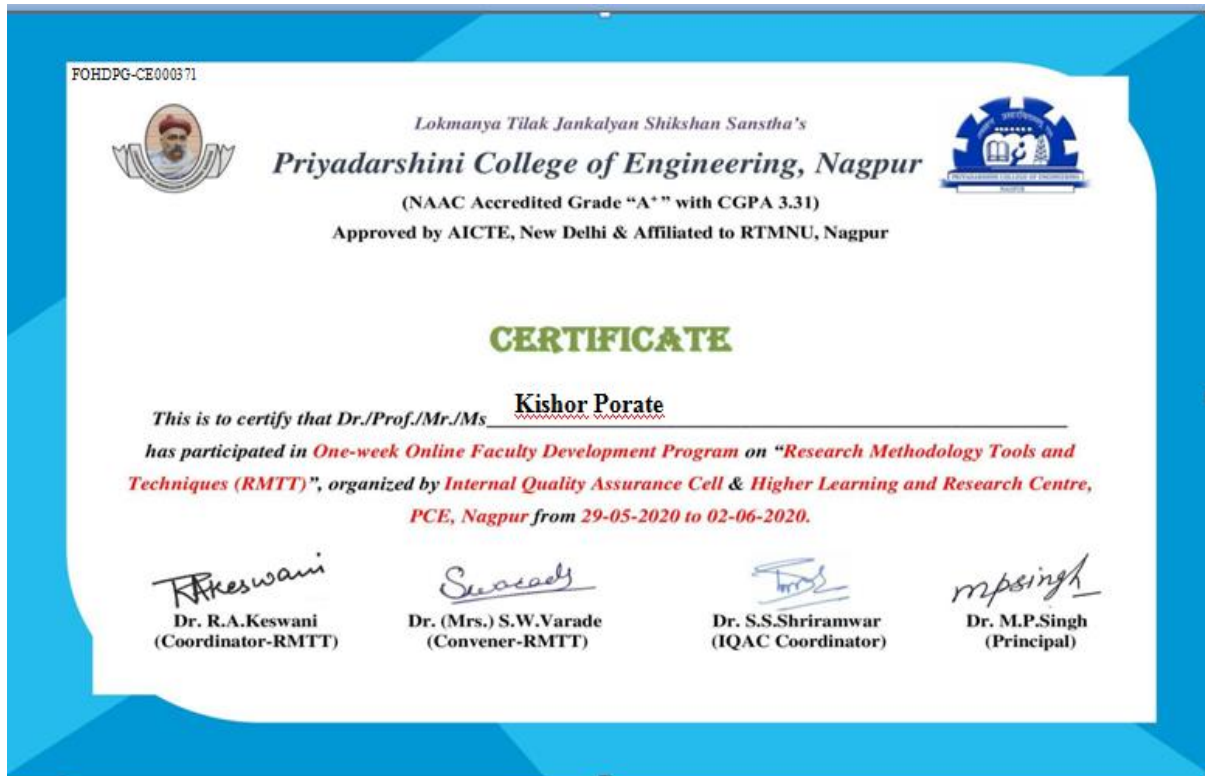 FOHDPG-CE000371
Lokmanya Tilak Jankalyan Shikshan Sanstha's
Priyadarshini College of Engineering, Nagpur
(NAAC Accredited Grade “A+” with CGPA 3.31)
Approved by AICTE, New Delhi & Affiliated to RTMNU, Nagpur
PRIYADARSHINI COLLEGE OF ENGINEERING
NAGPUR
CERTIFICATE
This is to certify that Dr./Prof./Mr./Ms Kishor Porate
has participated in One-week Online Faculty Development Program on “Research Methodology Tools and
Techniques (RMTT)”, organized by Internal Quality Assurance Cell & Higher Learning and Research Centre,
PCE, Nagpur from 29-05-2020 to 02-06-2020.
RAKeswani
mpsingh
Dr. R.A.Keswani
(Coordinator-RMTT)
Dr. (Mrs.) S.W.Varade
(Convener-RMTT)
Dr. S.S.Shriramwar
(IQAC Coordinator)
Dr. M.P.Singh
(Principal)